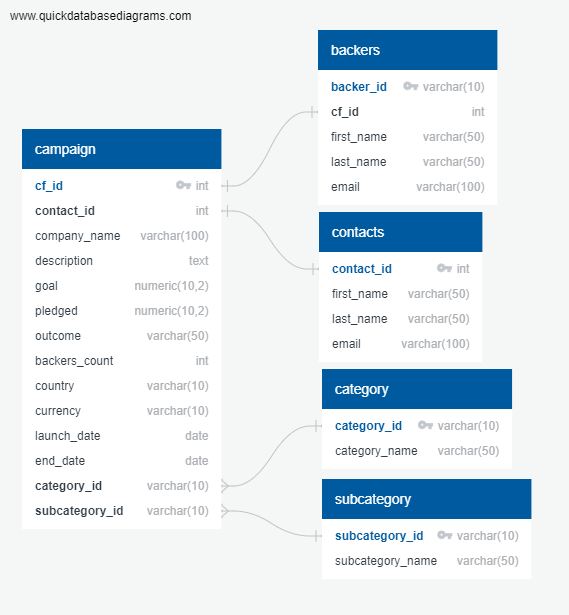 www.quickdatabasediagrams.com
campaign
cf_id int
contact_id int
company_name varchar(100)
description text
goal numeric(10,2)
pledged numeric(10,2)
outcome varchar(50)
backers_count int
country varchar(10)
currency varchar(10)
launch_date date
end_date date
category_id varchar(10)
subcategory_id varchar(10)
backers
backer_id varchar(10)
cf_id int
first_name varchar(50)
last_name varchar(50)
email varchar(100)
contacts
contact_id int
first_name varchar(50)
last_name varchar(50)
email varchar(100)
category
category_id varchar(10)
category_name varchar(50)
subcategory
subcategory_id varchar(10)
subcategory_name varchar(50)